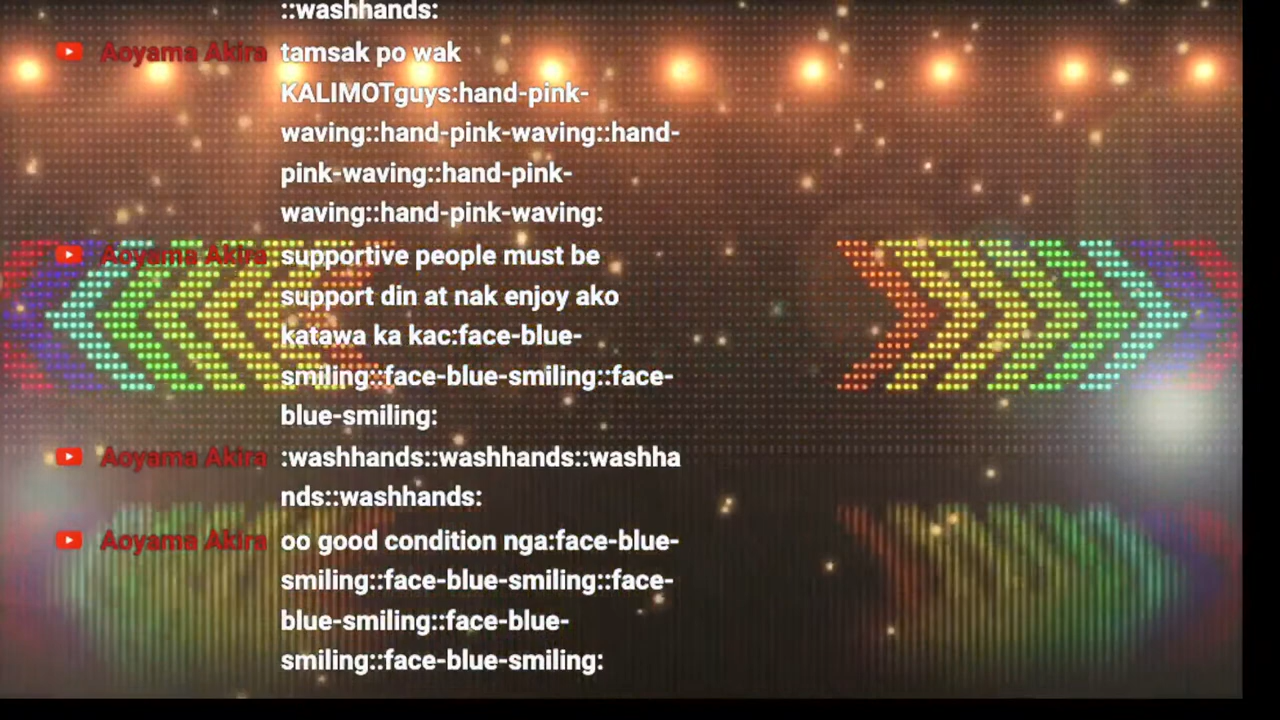 ::washhands:
Aoyama Akira tamsak po wak
KALIMOTguys:hand-pink-
waving::hand-pink-waving::hand-
pink-waving::hand-pink-
waving::hand-pink-waving:
Aoyama Akira supportive people must be
support din at nak enjoy ako
katawa ka kac:face-blue-
smiling::face-blue-smiling::face-
blue-smiling:
Aoyama Akira :washhands::washhands::washha
nds::washhands:
Aoyama Akira oo good condition nga:face-blue-
smiling::face-blue-smiling::face-
blue-smiling::face-blue-
smiling::face-blue-smiling: